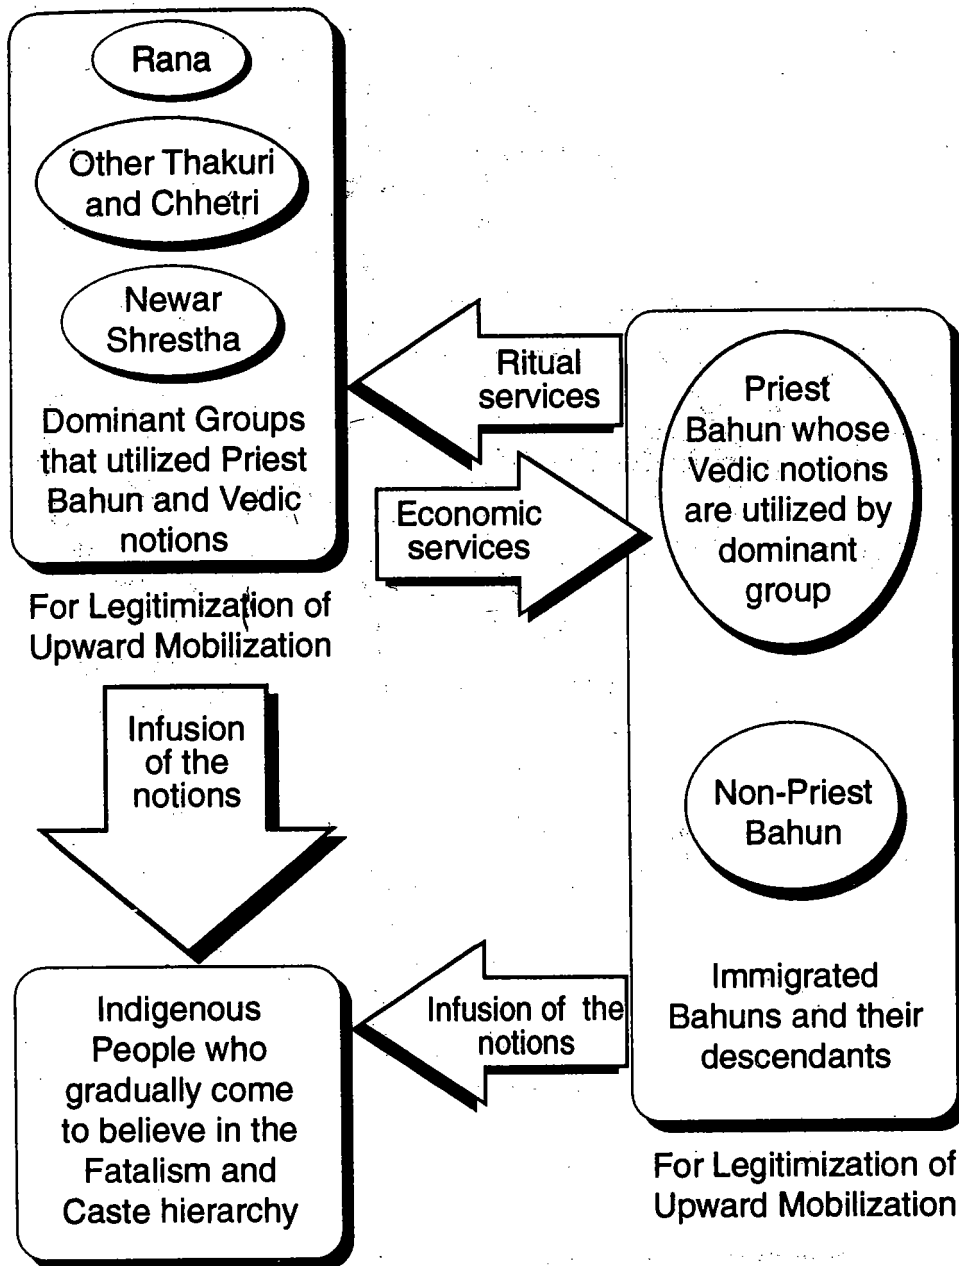 Rana
Other Thakuri
and Chhetri
Newar
Shrestha
Dominant Groups
that utilized Priest
Bahun and Vedic
notions
For Legitimization of
Upward Mobilization
Ritual
services
Economic
services
Priest
Bahun whose
Vedic notions
are utilized by
dominant
group
Non-Priest
Bahun
Immigrated
Bahuns and their
descendants
For Legitimization of
Upward Mobilization
Infusion
of the
notions
Infusion of the
notions
Indigenous
People who
gradually come
to believe in the
Fatalism and
Caste hierarchy